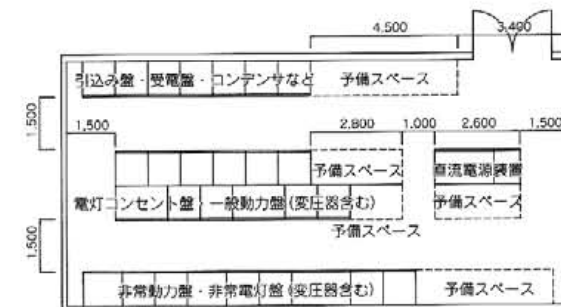 4,500
3,400
引込み盤・受電盤・コンデンサなど
予備スペース
1,500
1,500
2,800
1,000
2,600
1,500
予備スペース
直流電源装置
電灯コンセント盤・一般動力盤(変圧器含む)
予備スペース
予備スペース
1,500
非常動力盤・非常電灯盤(変圧器含む)
予備スペース